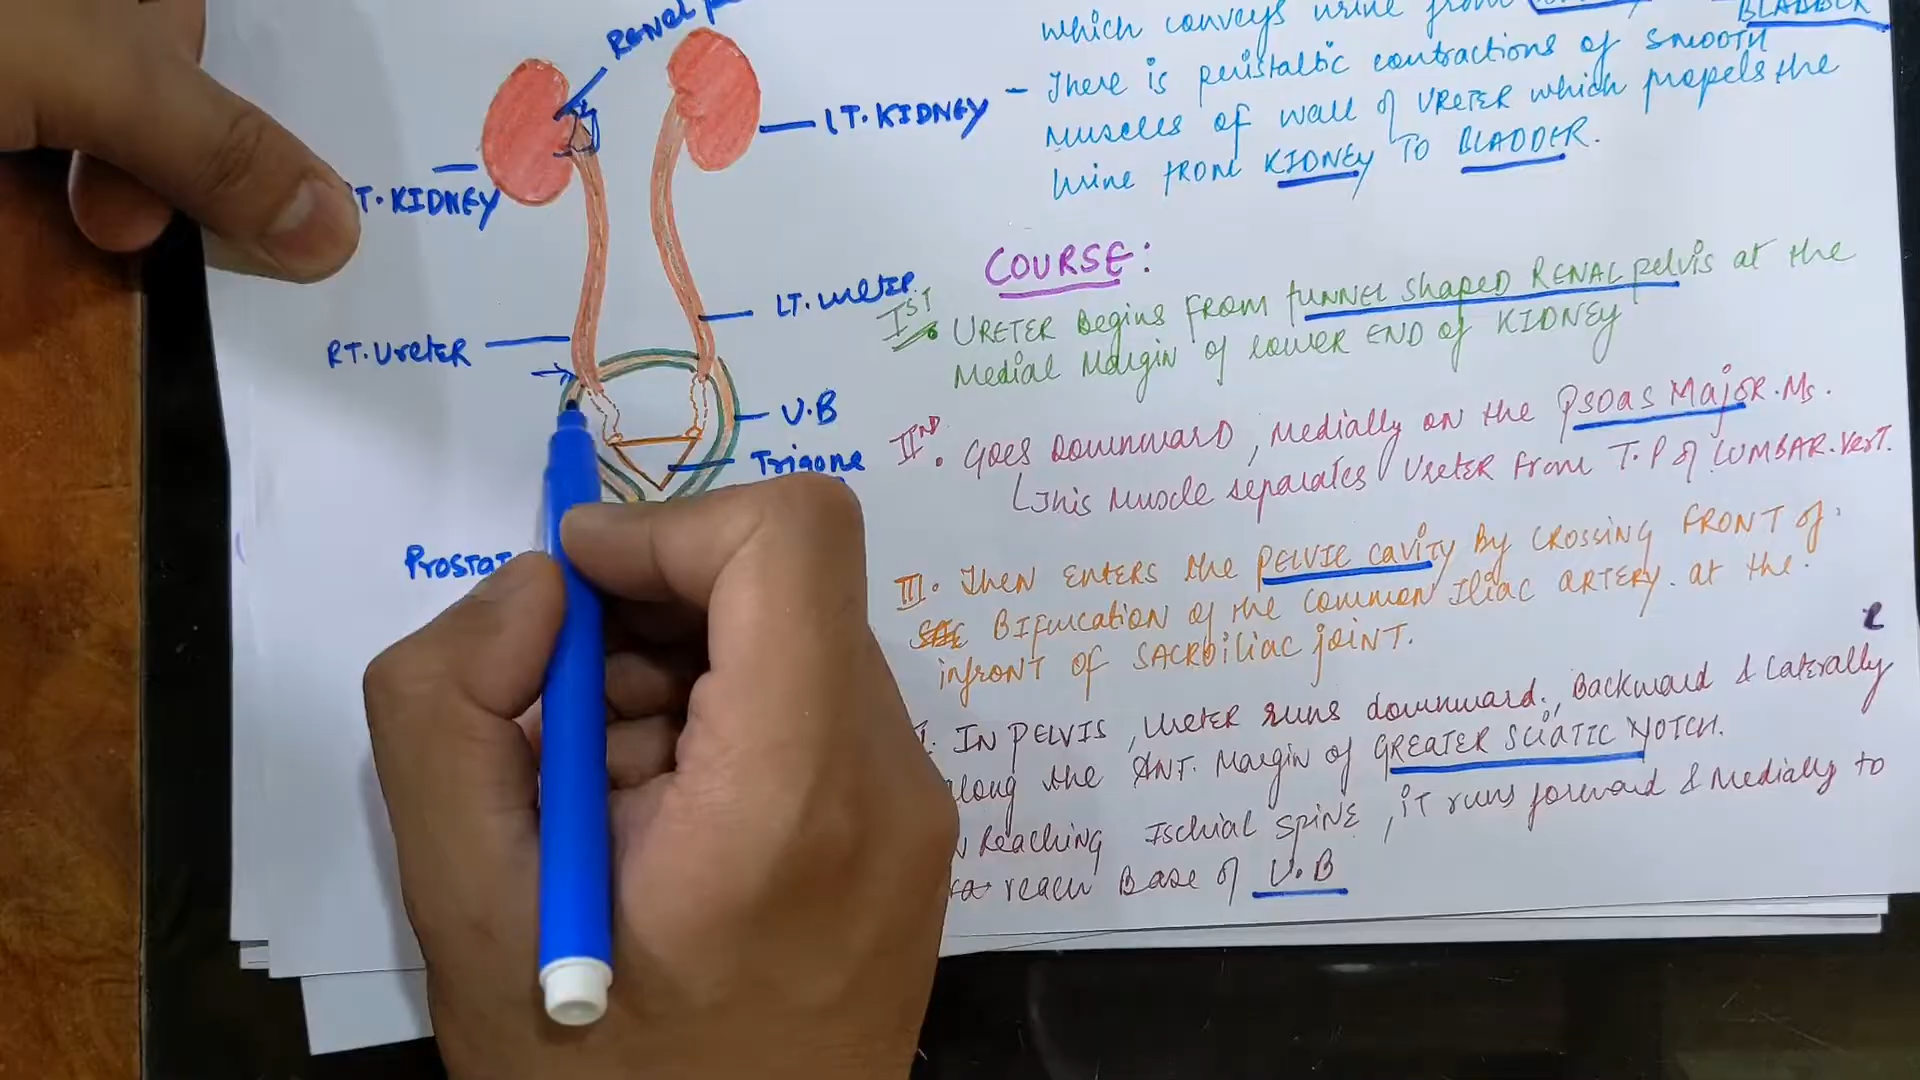 Renal
LT. KIDNEY
T. KIDNEY
LT. ureter
RT. ureter
U.B
Trigone
Prostat
which conveys urine from
BLADDER
- There is peristaltic contractions of smooth
muscles of wall of URETER which propels the
urine from KIDNEY TO BLADDER.
COURSE:
IST URETER Begins from funnel shaped RENAL pelvis at the
Medial Margin of lower END of KIDNEY
IIND. Goes Downward, medially on the Psoas Major. Ms.
This Muscle separates Ureter from T.P of LUMBAR. Vert.
III. Then enters the PELVIC cavity By crossing FRONT of
Bifurcation of the common Iliac ARTERY. at the
infront of SACROiliac joint.
I. IN PELVIS, ureter runs downward, Backward & Laterally
long the ANT. Margin of GREATER SCIATIC NOTCH.
N Reaching Ischial SPINE, it runs forward & Medially to
reach Base of U.B